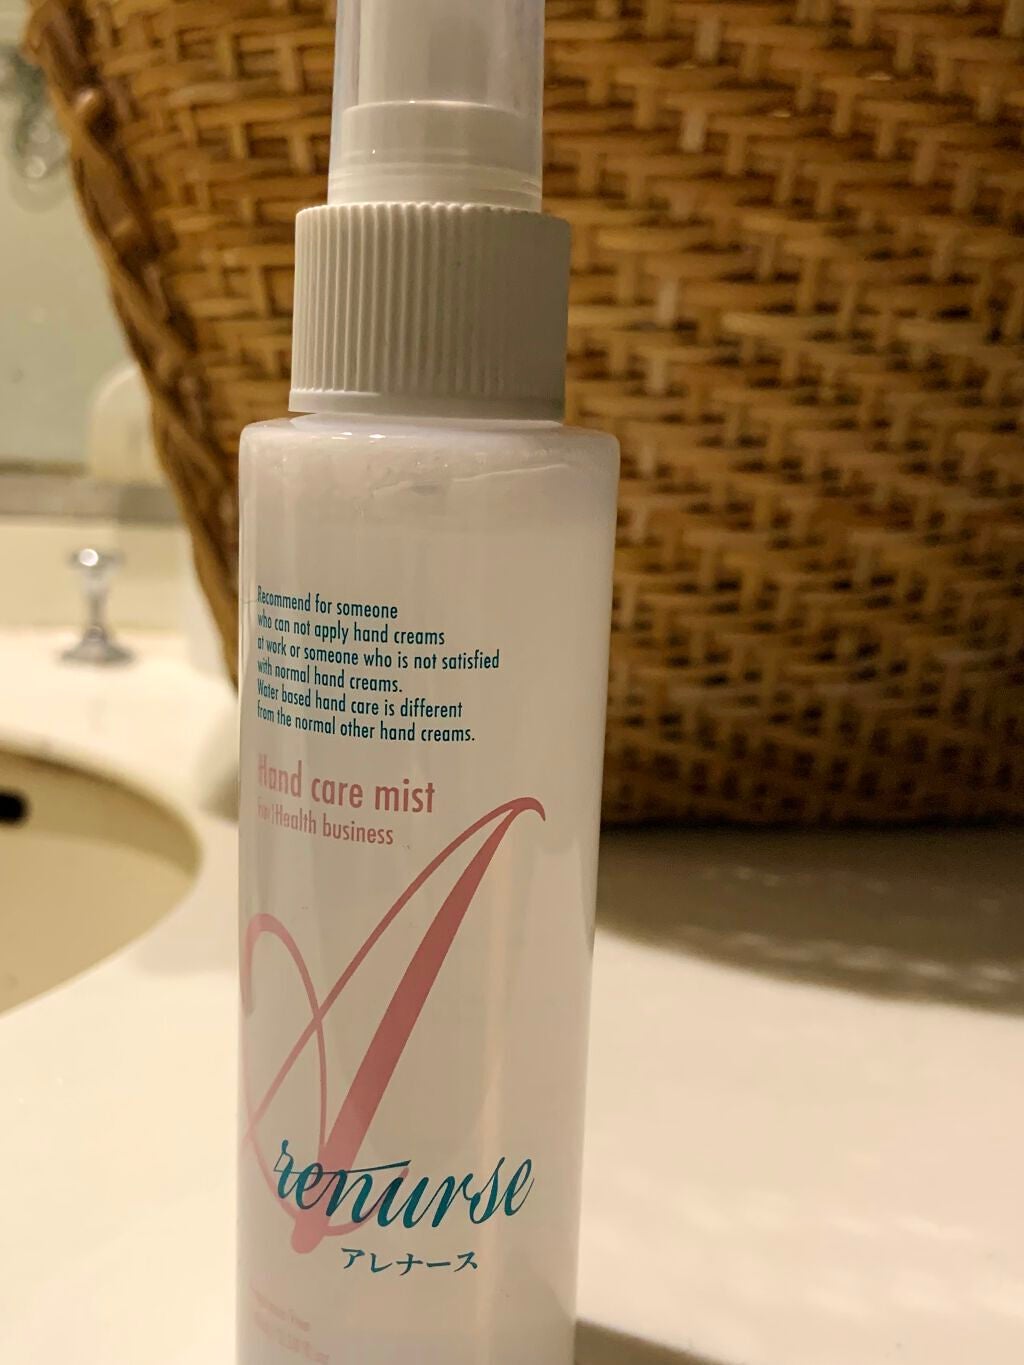 Recommend for someone
who can not apply hand creams
at work or someone who is not satisfied
with normal hand creams.
Water based hand care is different
from the normal other hand creams.
Hand care mist
For Health business
Arenurse
アレナース